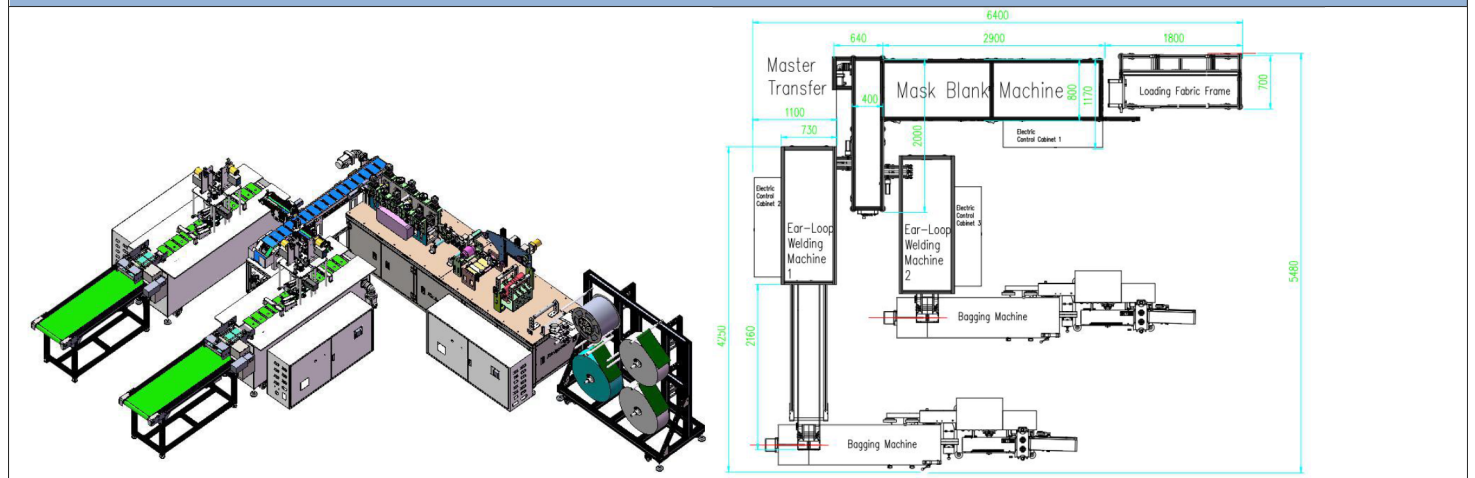 6400
640
2900
1800
Master
Transfer
Mask Blank Machine
Loading Fabric Frame
400
800
1170
700
1100
730
2000
Electric
Control Cabinet 1
Electric
Control
Cabinet 2
Electric
Control
Cabinet 3
Ear-Loop
Welding
Machine
1
Ear-Loop
Welding
Machine
2
5480
4250
2160
Bagging Machine
Bagging Machine